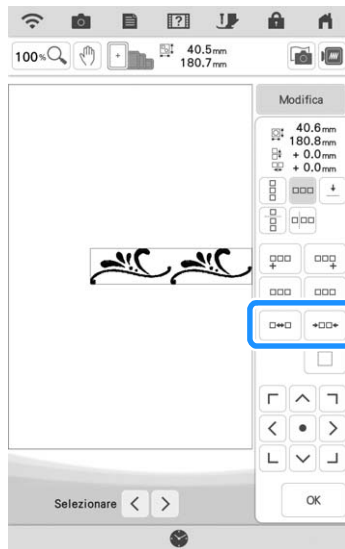 100%
40.5mm
180.7mm
Modifica
40.6mm
180.8mm
+ 0.0mm
+ 0.0mm
Selezionare
OK